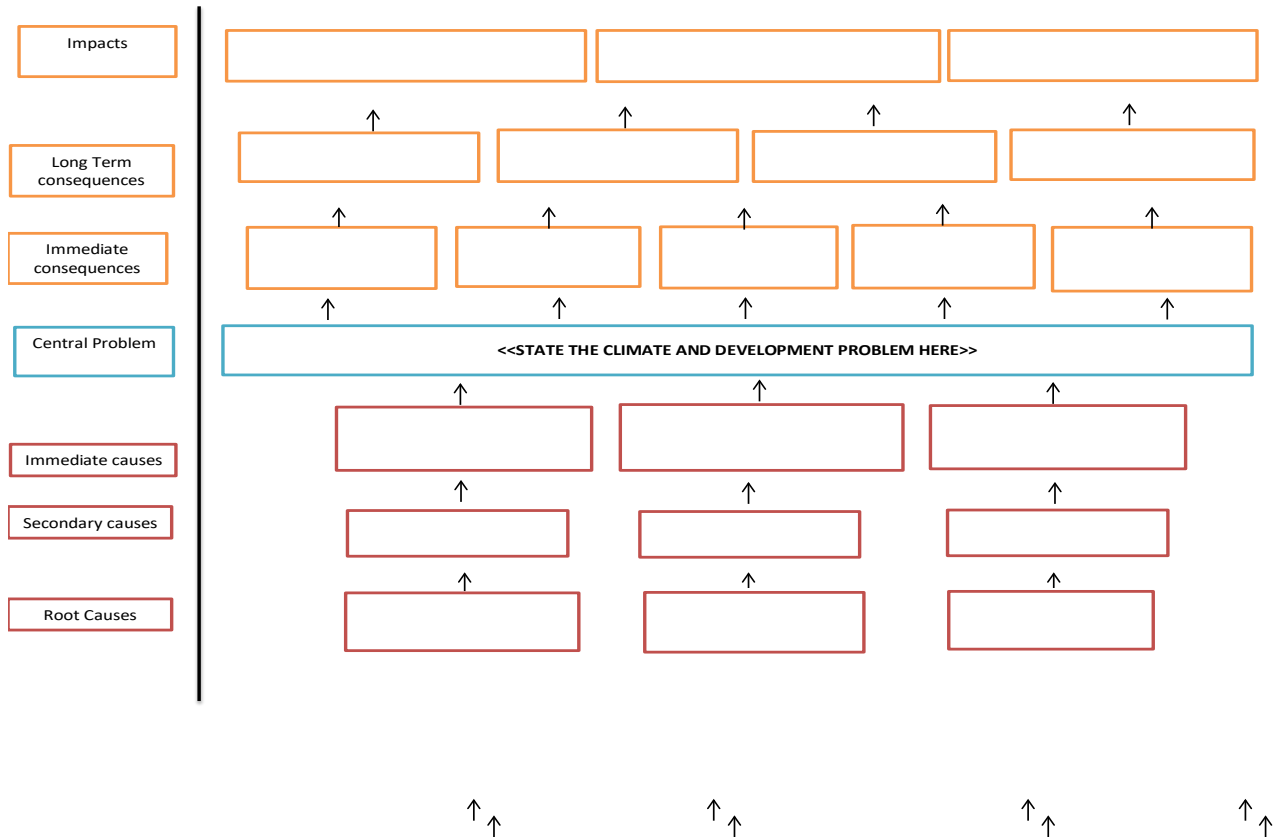 Impacts
Long Term
consequences
Immediate
consequences
Central Problem
<<STATE THE CLIMATE AND DEVELOPMENT PROBLEM HERE>>
Immediate causes
Secondary causes
Root Causes